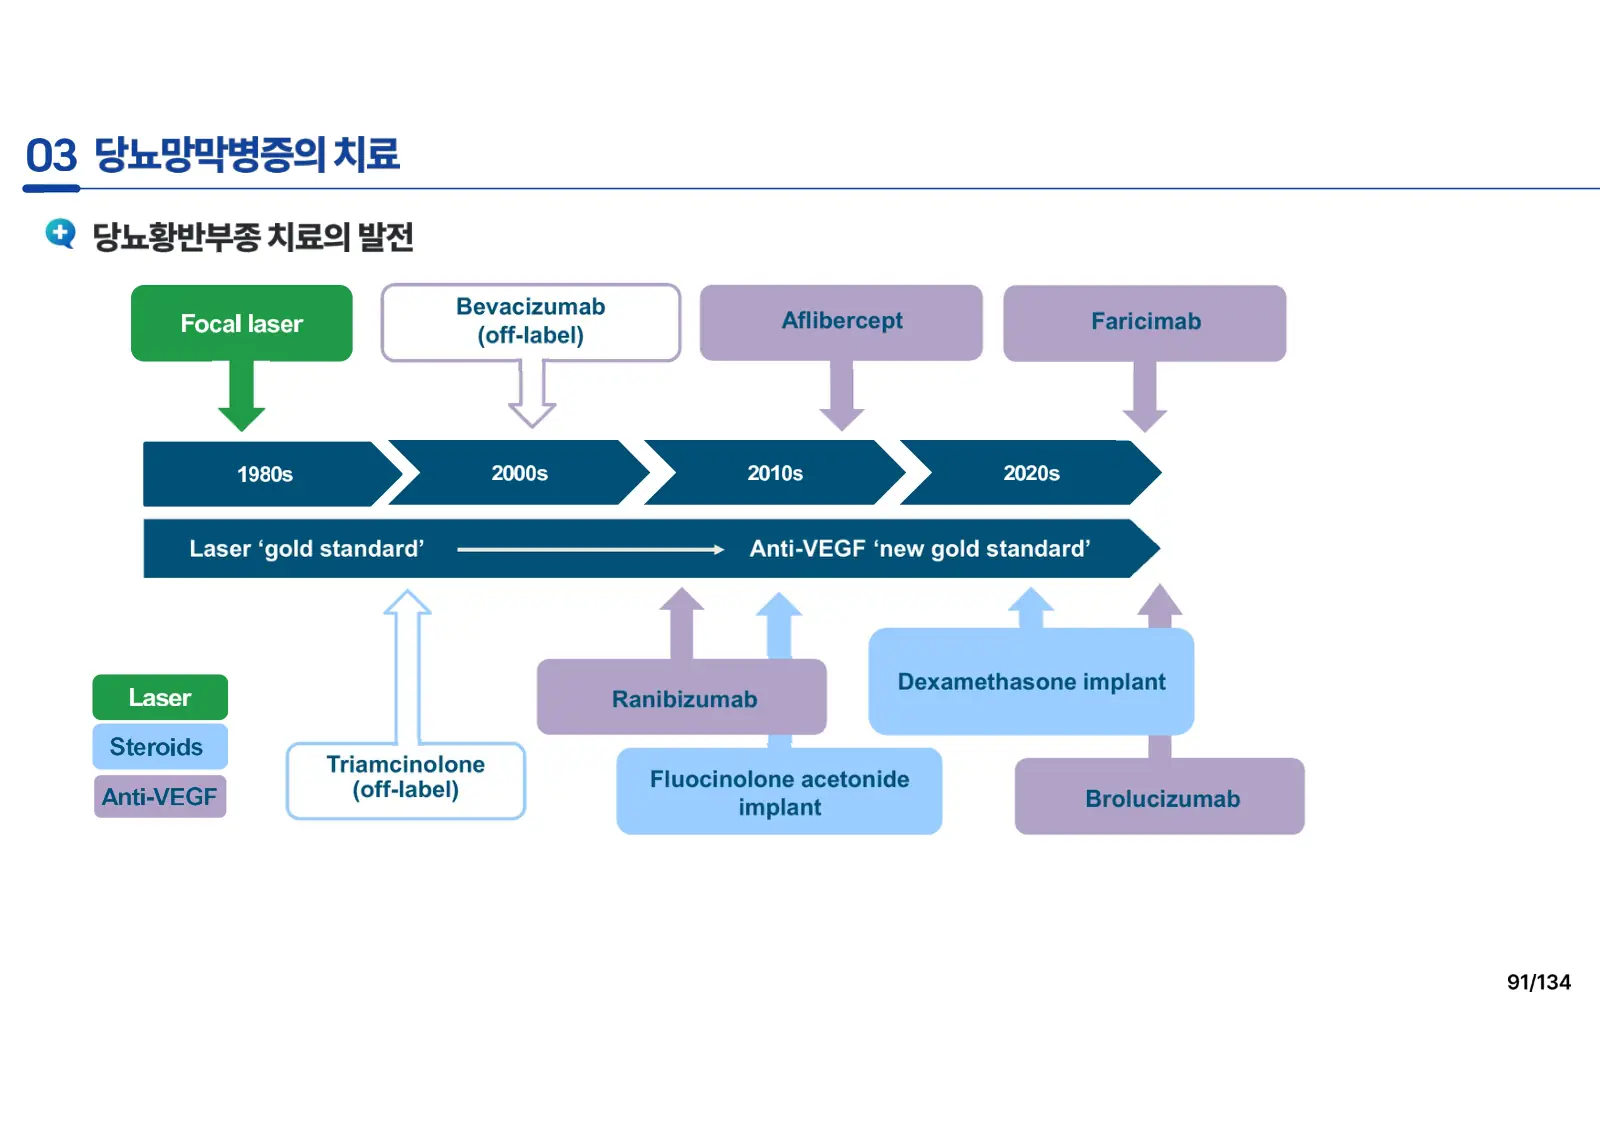 03 당뇨망막병증의 치료
당뇨황반부종 치료의 발전
Focal laser
Bevacizumab
(off-label)
Aflibercept
Faricimab
1980s
2000s
2010s
2020s
Laser ‘gold standard’
Anti-VEGF ‘new gold standard’
Laser
Steroids
Anti-VEGF
Triamcinolone
(off-label)
Ranibizumab
Fluocinolone acetonide
implant
Dexamethasone implant
Brolucizumab
91/134